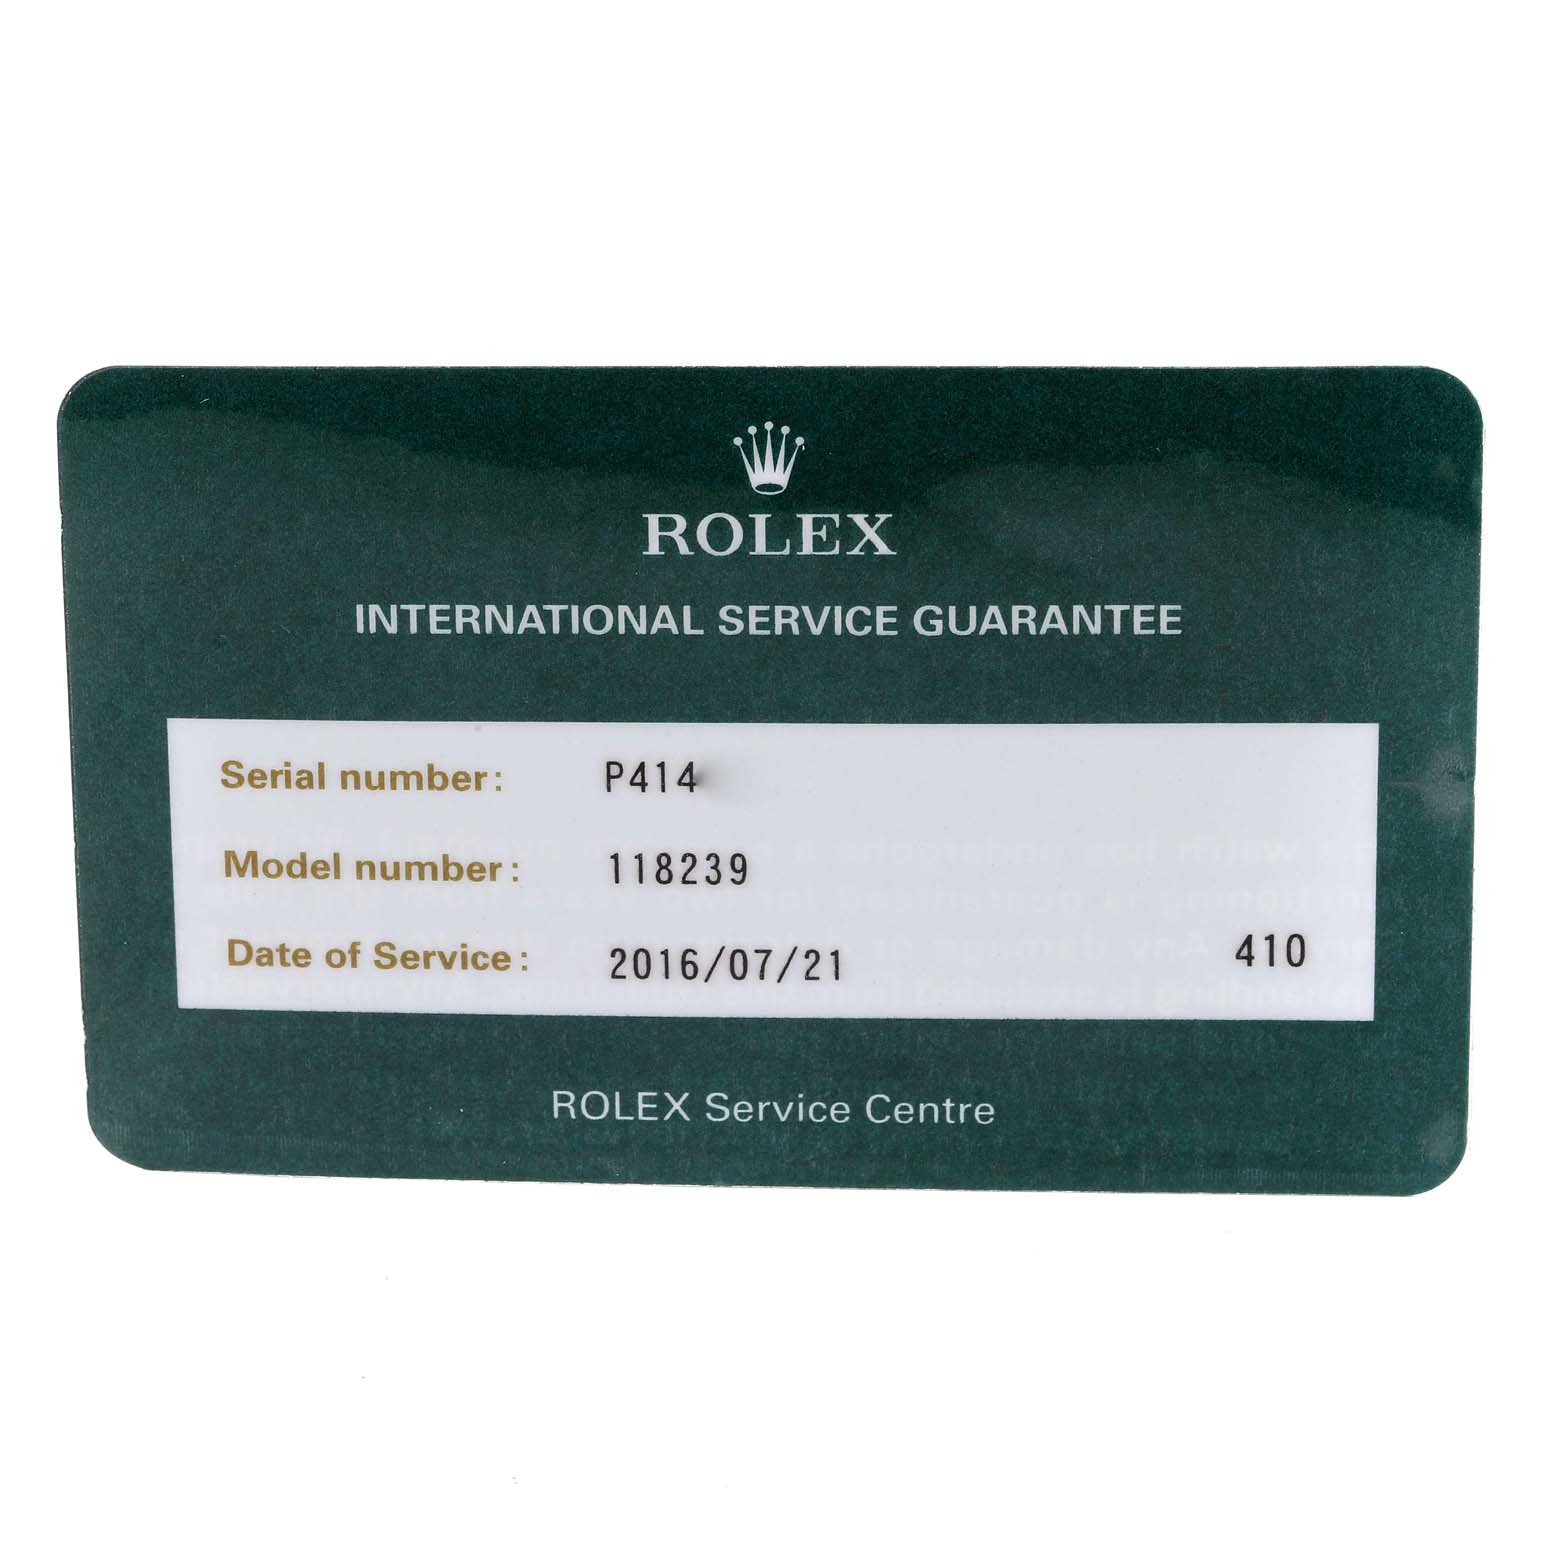 ROLEX
INTERNATIONAL SERVICE GUARANTEE
Serial number: P414
Model number: 118239
Date of Service: 2016/07/21 410
ROLEX Service Centre